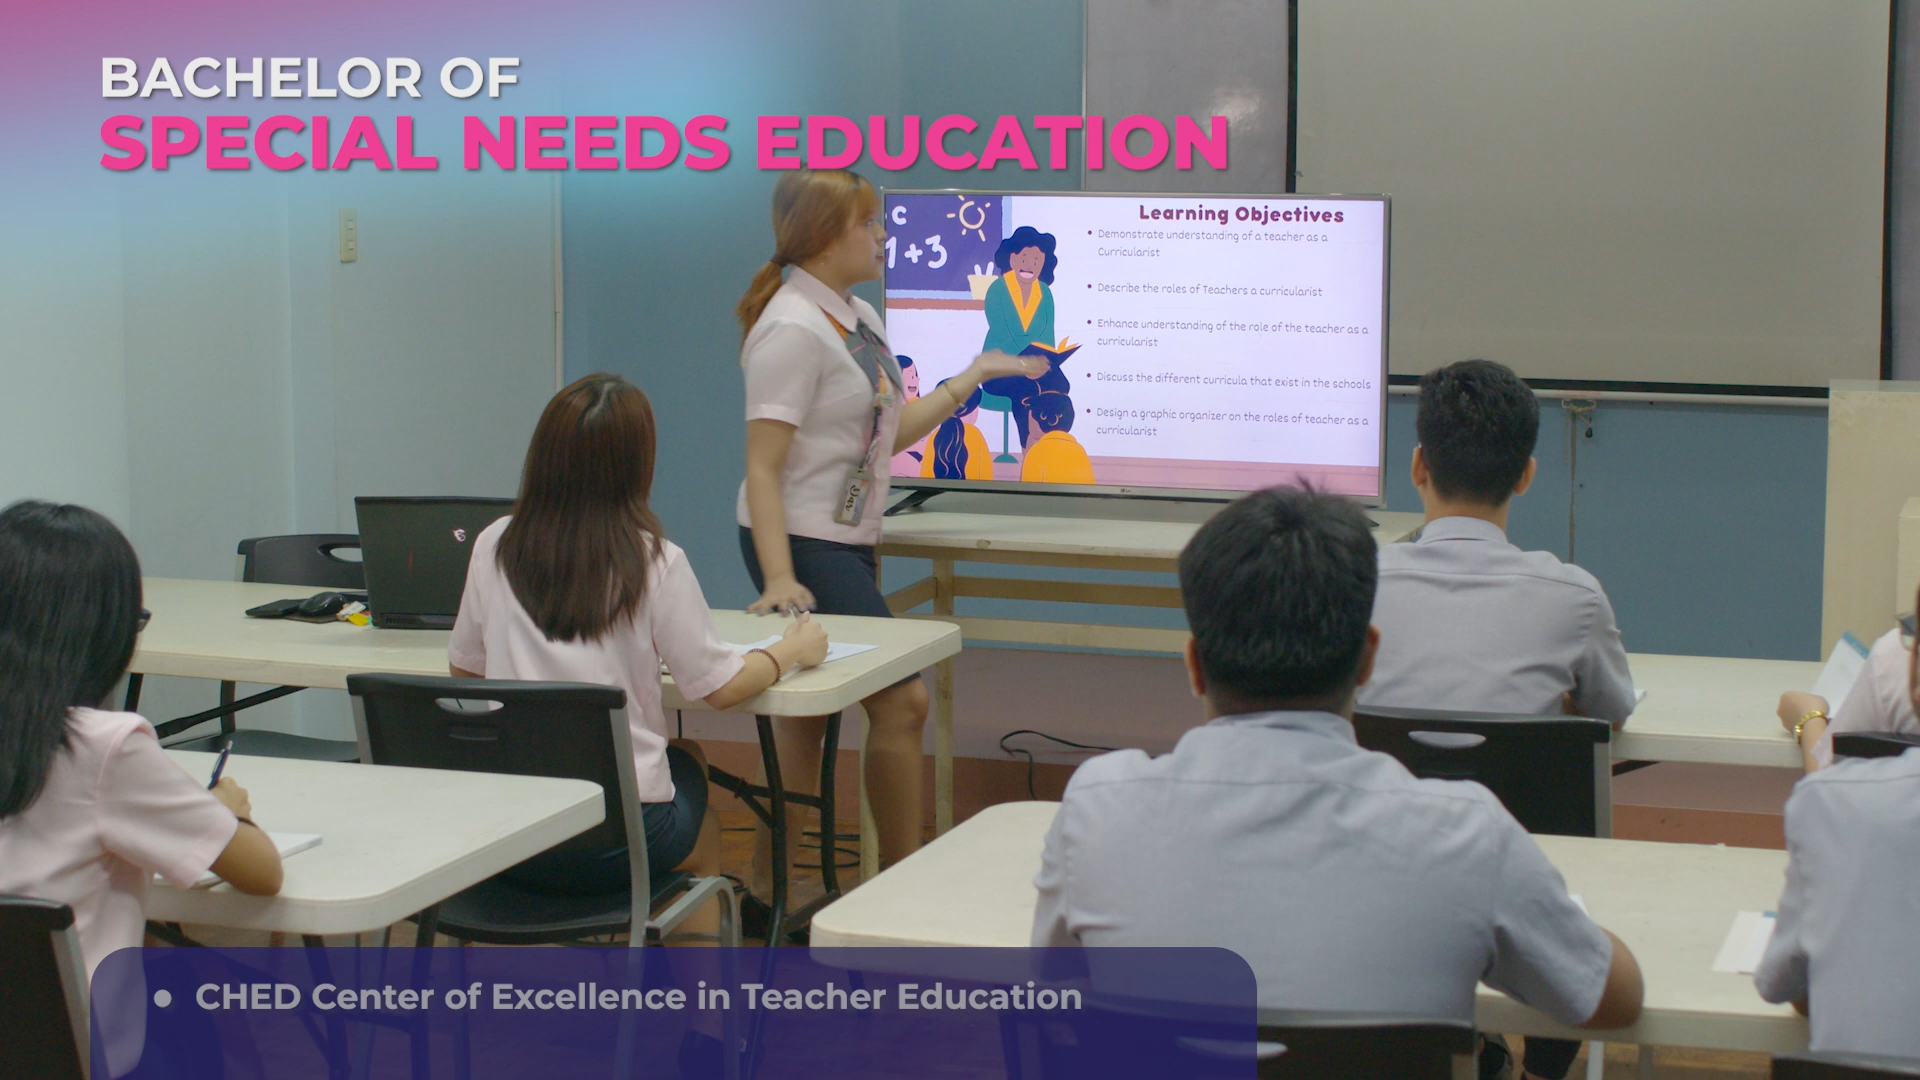 BACHELOR OF
SPECIAL NEEDS EDUCATION
C
1+3
Learning Objectives
• Demonstrate understanding of a teacher as a
Curricularist
• Describe the roles of Teachers a curricularist
• Enhance understanding of the role of the teacher as a
curricularist
• Discuss the different curricula that exist in the schools
• Design a graphic organizer on the roles of teacher as a
curricularist
LG
• CHED Center of Excellence in Teacher Education